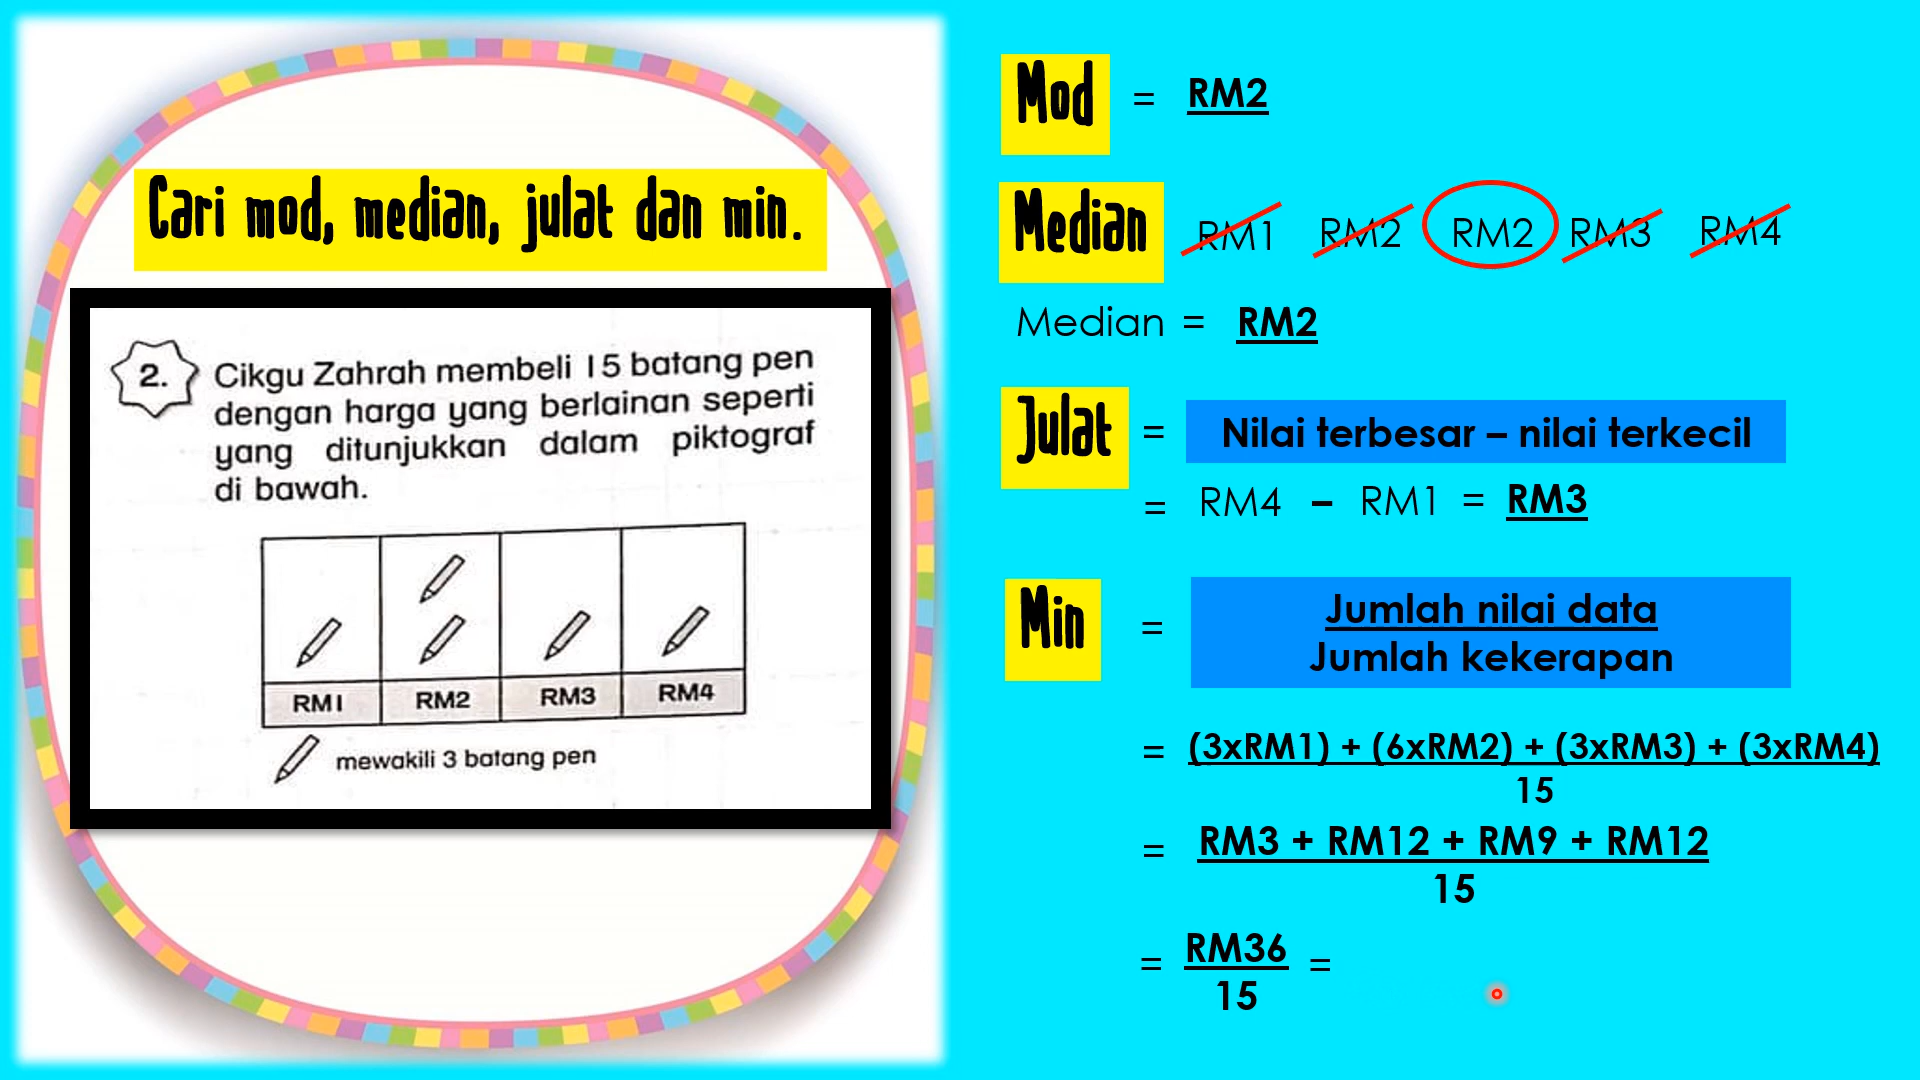 Cari mod, median, julat dan min.
2.
Cikgu Zahrah membeli 15 batang pen
dengan harga yang berlainan seperti
yang ditunjukkan dalam piktograf
di bawah.
RM1 RM2 RM3 RM4
mewakili 3 batang pen
Mod = RM2
Median RM1 RM2 RM2 RM3 RM4
Median = RM2
Julat = Nilai terbesar – nilai terkecil
= RM4 – RM1 = RM3
Min = Jumlah nilai data
Jumlah kekerapan
= (3xRM1) + (6xRM2) + (3xRM3) + (3xRM4)
15
= RM3 + RM12 + RM9 + RM12
15
= RM36 =
15